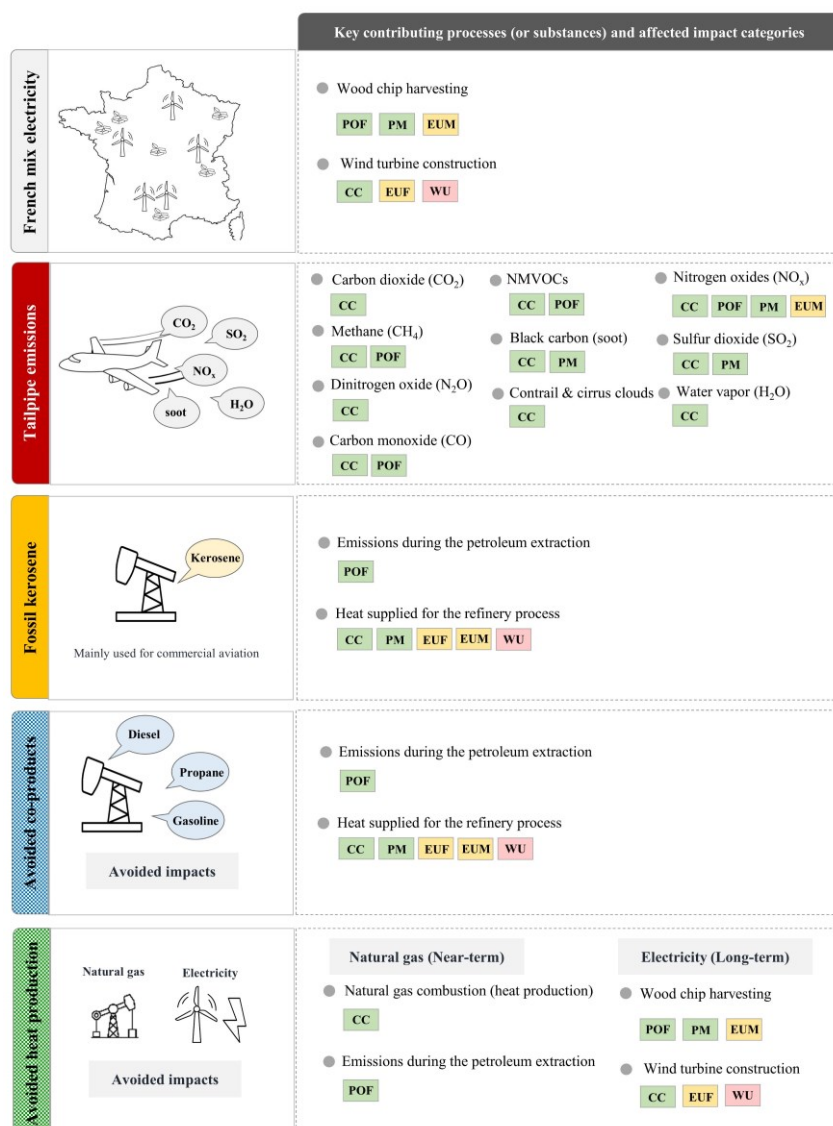 Key contributing processes (or substances) and affected impact categories
French mix electricity
Wood chip harvesting
POF PM EUM
Wind turbine construction
CC EUF WU
Tailpipe emissions
CO₂
SO₂
NOₓ
soot
H₂O
Carbon dioxide (CO₂)
CC
Methane (CH₄)
CC POF
Dinitrogen oxide (N₂O)
CC
Carbon monoxide (CO)
CC POF
NMVOCs
CC POF
Black carbon (soot)
CC PM
Contrail & cirrus clouds
CC
Nitrogen oxides (NOₓ)
CC POF PM EUM
Sulfur dioxide (SO₂)
CC PM
Water vapor (H₂O)
CC
Fossil kerosene
Kerosene
Mainly used for commercial aviation
Emissions during the petroleum extraction
POF
Heat supplied for the refinery process
CC PM EUF EUM WU
Avoided co-products
Diesel
Propane
Gasoline
Avoided impacts
Emissions during the petroleum extraction
POF
Heat supplied for the refinery process
CC PM EUF EUM WU
Avoided heat production
Natural gas
Electricity
Avoided impacts
Natural gas (Near-term)
Natural gas combustion (heat production)
CC
Emissions during the petroleum extraction
POF
Electricity (Long-term)
Wood chip harvesting
POF PM EUM
Wind turbine construction
CC EUF WU